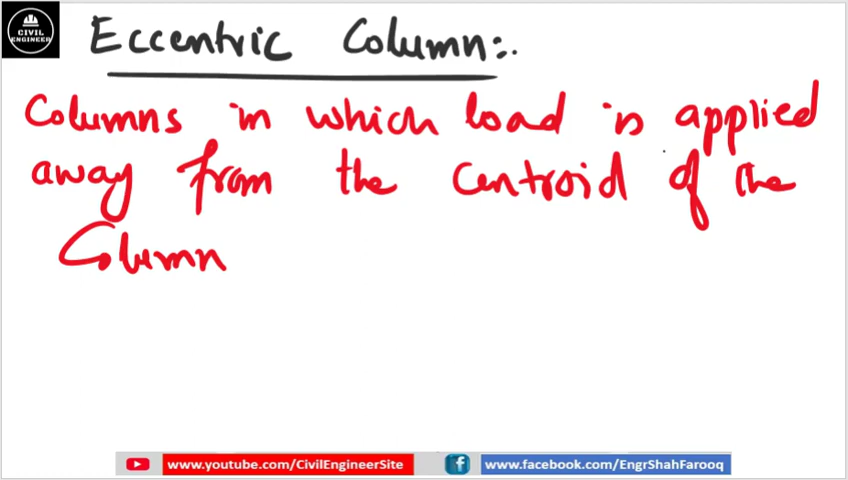 CIVIL
ENGINEER
Eccentric Column:.
Columns in which load is applied
away from the centroid of the
Column
www.youtube.com/CivilEngineerSite
www.facebook.com/EngrShahFarooq